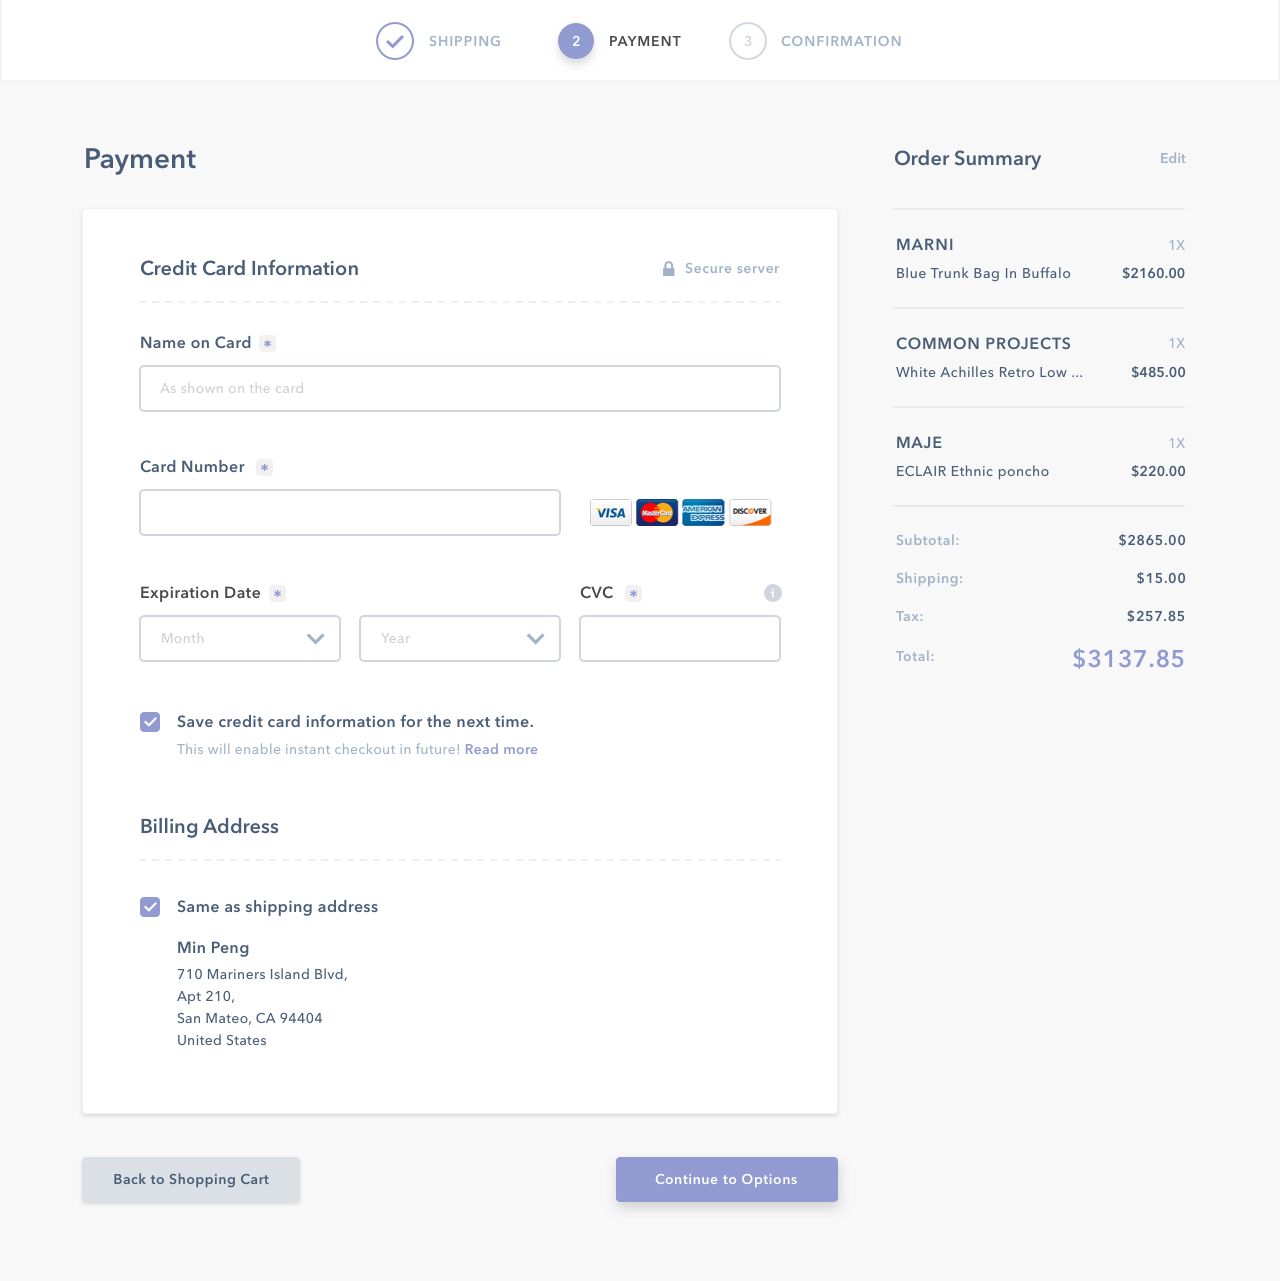 SHIPPING
2 PAYMENT
3 CONFIRMATION
Payment
Credit Card Information
Secure server
Name on Card *
As shown on the card
Card Number *
VISA MasterCard AMERICAN EXPRESS DISCOVER
Expiration Date *
CVC *
i
Month
Year
Save credit card information for the next time.
This will enable instant checkout in future! Read more
Billing Address
Same as shipping address
Min Peng
710 Mariners Island Blvd,
Apt 210,
San Mateo, CA 94404
United States
Back to Shopping Cart
Continue to Options
Order Summary
Edit
MARNI 1X
Blue Trunk Bag In Buffalo $2160.00
COMMON PROJECTS 1X
White Achilles Retro Low ... $485.00
MAJE 1X
ECLAIR Ethnic poncho $220.00
Subtotal: $2865.00
Shipping: $15.00
Tax: $257.85
Total: $3137.85